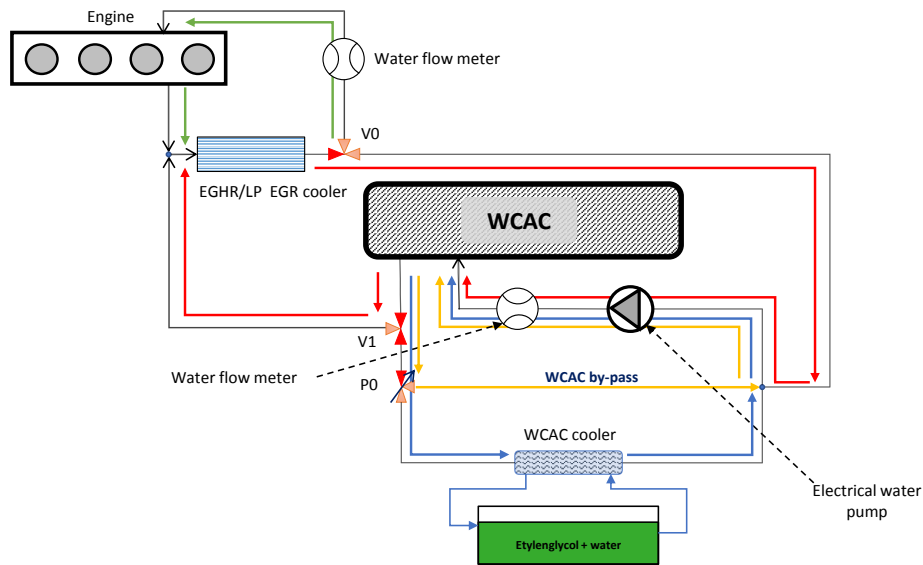 Engine
Water flow meter
V0
EGHR/LP EGR cooler
WCAC
V1
Water flow meter
P0
WCAC by-pass
WCAC cooler
Electrical water
pump
Etylenglycol + water